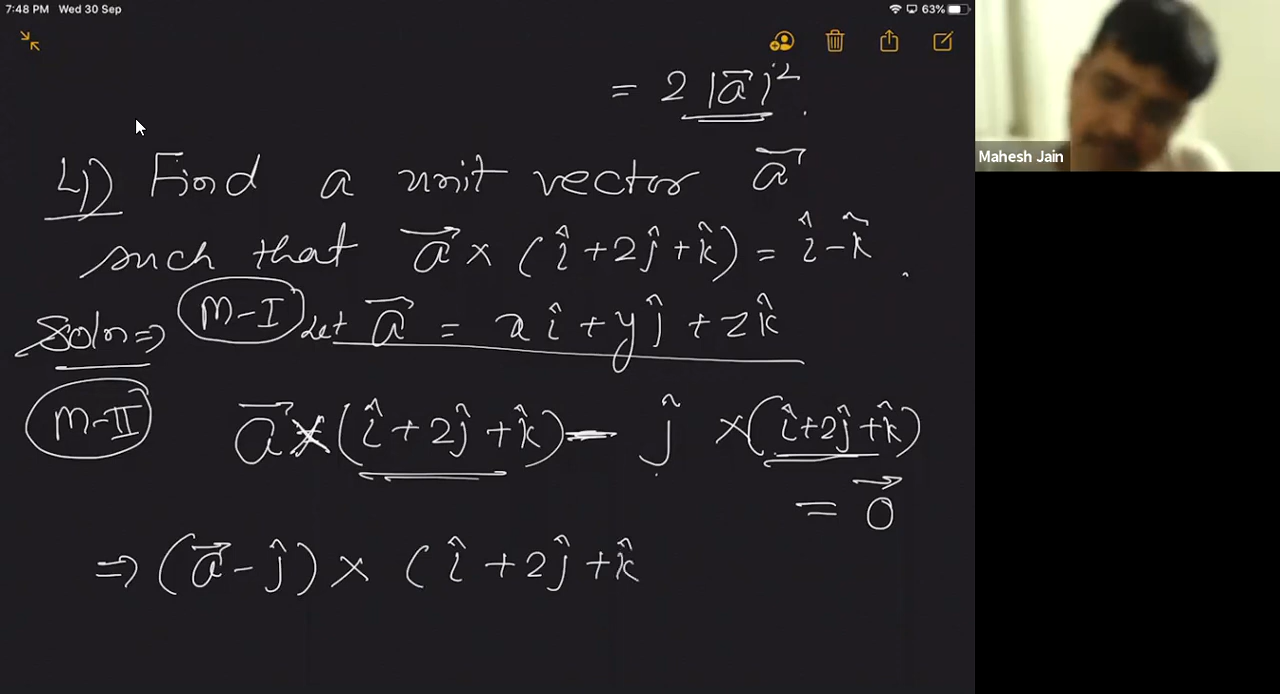 7:48 PM Wed 30 Sep
63%
= 2 |a⃗|².
Mahesh Jain
4) Find a unit vector a⃗
such that a⃗ × (î + 2ĵ + k̂) = î - k̂.
Soln ⇒ M-I Let a⃗ = xî + yĵ + zk̂
M-II a⃗ × (î + 2ĵ + k̂) - ĵ × (î + 2ĵ + k̂)
= 0⃗
⇒ (a⃗ - ĵ) × (î + 2ĵ + k̂